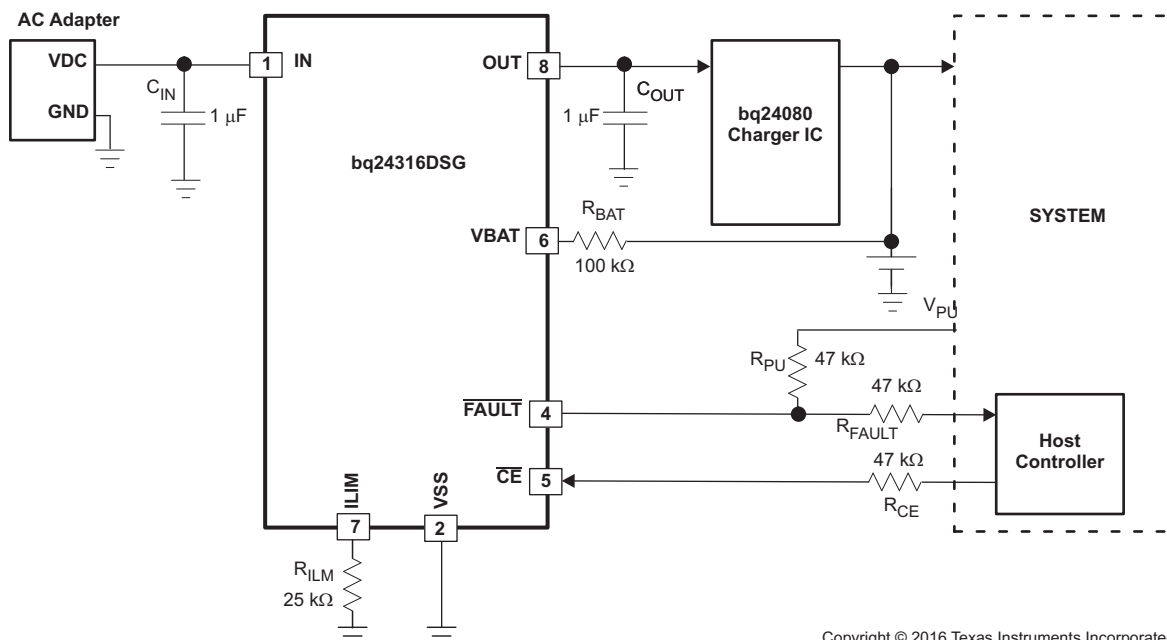 AC Adapter
VDC
GND
C_IN
1 μF
1
IN
bq24316DSG
OUT
8
C_OUT
1 μF
bq24080
Charger IC
VBAT
6
R_BAT
100 kΩ
SYSTEM
V_PU
R_PU
47 kΩ
FAULT
4
47 kΩ
R_FAULT
Host
Controller
CE
5
47 kΩ
R_CE
ILIM
7
VSS
2
R_ILM
25 kΩ
Copyright © 2016 Texas Instruments Incorporate